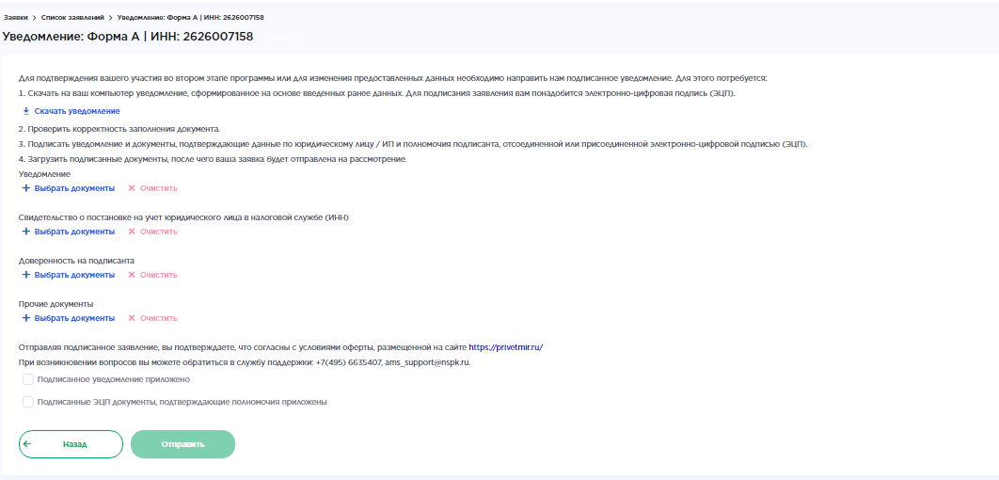 Заявки > Список заявлений > Уведомление: Форма А | ИНН: 2626007158
Уведомление: Форма А | ИНН: 2626007158
Для подтверждения вашего участия во втором этапе программы или для изменения предоставленных данных необходимо направить нам подписанное уведомление. Для этого потребуется:
1. Скачать на ваш компьютер уведомление, сформированное на основе введенных ранее данных. Для подписания заявления вам понадобится электронно-цифровая подпись (ЭЦП).
Скачать уведомление
2. Проверить корректность заполнения документа.
3. Подписать уведомление и документы, подтверждающие данные по юридическому лицу / ИП и полномочия подписанта, отсоединенной или присоединенной электронно-цифровой подписью (ЭЦП).
4. Загрузить подписанные документы, после чего ваша заявка будет отправлена на рассмотрение.
Уведомление
+ Выбрать документы × Очистить
Свидетельство о постановке на учет юридического лица в налоговой службе (ИНН)
+ Выбрать документы × Очистить
Доверенность на подписанта
+ Выбрать документы × Очистить
Прочие документы
+ Выбрать документы × Очистить
Отправляя подписанное заявление, вы подтверждаете, что согласны с условиями оферты, размещенной на сайте https://privetmir.ru/
При возникновении вопросов вы можете обратиться в службу поддержки: +7(495) 6635407, ams_support@nspk.ru.
Подписанное уведомление приложено
Подписанные ЭЦП документы, подтверждающие полномочия приложены
← Назад Отправить